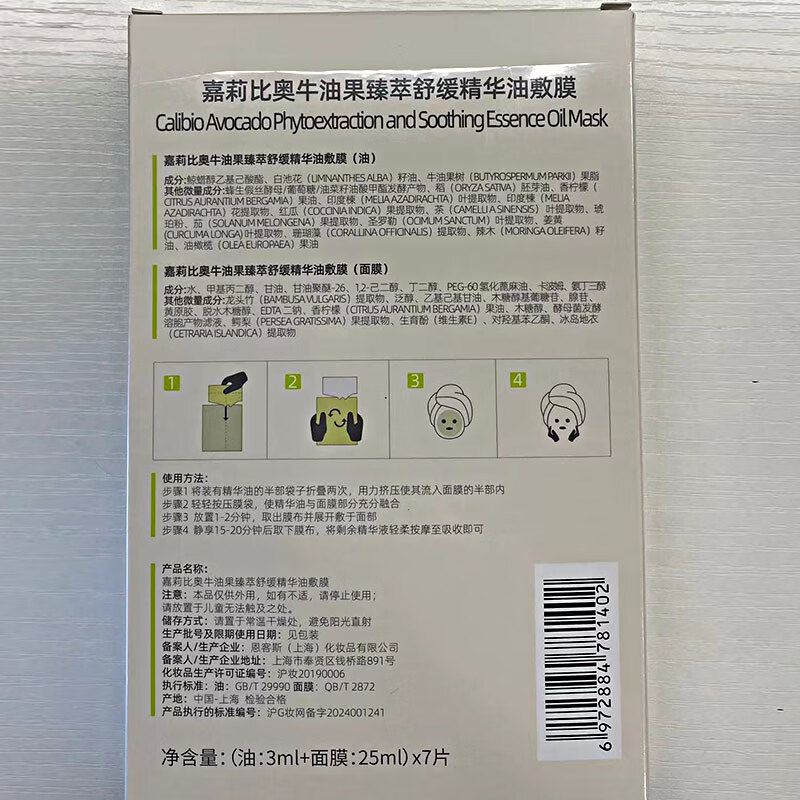 嘉莉比奥牛油果臻萃舒缓精华油敷膜
Calibio Avocado Phytoextraction and Soothing Essence Oil Mask
嘉莉比奥牛油果臻萃舒缓精华油敷膜（油）
成分：鲸蜡醇乙基己酸酯、白池花（LIMNANTHES ALBA）籽油、牛油果树（BUTYROSPERMUM PARKII）果脂
其他微量成分：蜂生假丝酵母/葡萄糖/油菜籽油酸甲酯发酵产物、稻（ORYZA SATIVA）胚芽油、香柠檬（
CITRUS AURANTIUM BERGAMIA）果油、印度楝（MELIA AZADIRACHTA）叶提取物、印度楝（MELIA
AZADIRACHTA）花提取物、红瓜（COCCINIA INDICA）果提取物、茶（CAMELLIA SINENSIS）叶提取物、琥
珀粉、茄（SOLANUM MELONGENA）果提取物、圣罗勒（OCIMUM SANCTUM）叶提取物、姜黄
(CURCUMA LONGA) 叶提取物、珊瑚藻（CORALLINA OFFICINALIS）提取物、辣木（MORINGA OLEIFERA）籽
油、油橄榄（OLEA EUROPAEA）果油
嘉莉比奥牛油果臻萃舒缓精华油敷膜（面膜）
成分：水、甲基丙二醇、甘油、甘油聚醚-26、1,2-己二醇、丁二醇、PEG-60 氢化蓖麻油、卡波姆、氨丁三醇
其他微量成分：龙头竹（BAMBUSA VULGARIS）提取物、泛醇、乙基己基甘油、木糖醇基葡糖苷、腺苷、
黄原胶、脱水木糖醇、EDTA 二钠、香柠檬（CITRUS AURANTIUM BERGAMIA）果油、木糖醇、酵母菌发酵
溶胞产物滤液、鳄梨（PERSEA GRATISSIMA）果提取物、生育酚（维生素E）、对羟基苯乙酮、冰岛地衣
（CETRARIA ISLANDICA）提取物
1
2
3
4
使用方法：
步骤1 将装有精华油的半部袋子折叠两次，用力挤压使其流入面膜的半部内
步骤2 轻轻按压膜袋，使精华油与面膜部分充分融合
步骤3 放置1-2分钟，取出膜布并展开敷于面部
步骤4 静享15-20分钟后取下膜布，将剩余精华液轻柔按摩至吸收即可
产品名称：
嘉莉比奥牛油果臻萃舒缓精华油敷膜
注意：本品仅供外用，如有不适，请停止使用；
请放置于儿童无法触及之处。
储存方式：请置于常温干燥处，避免阳光直射
生产批号及限期使用日期：见包装
备案人/生产企业：恩客斯（上海）化妆品有限公司
备案人/生产企业地址：上海市奉贤区钱桥路891号
化妆品生产许可证编号：沪妆20190006
执行标准：油：GB/T 29990 面膜：QB/T 2872
产地：中国-上海 检验合格
产品执行的标准编号：沪G妆网备字2024001241
净含量：（油：3ml+面膜：25ml）x7片
6 972884 781402